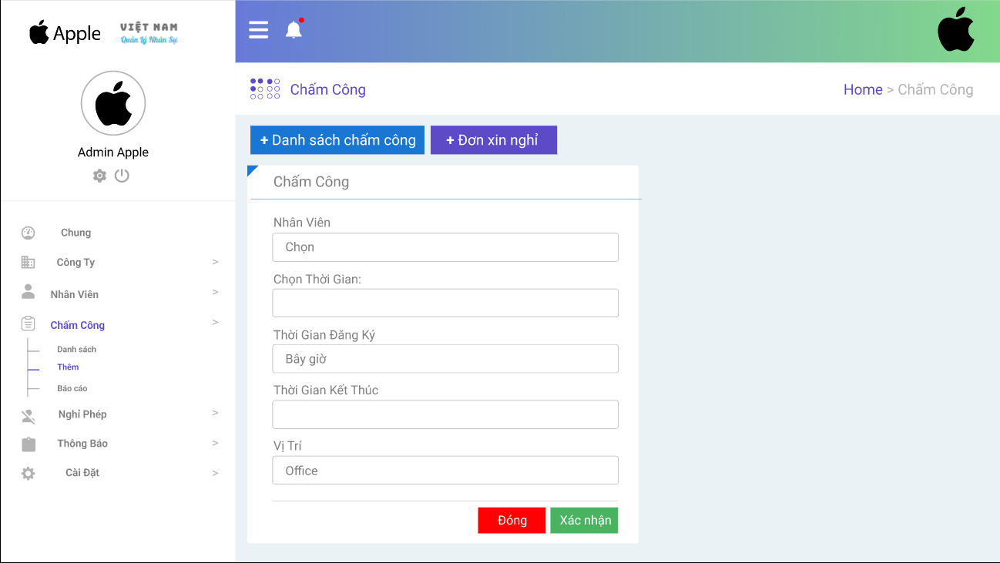 Apple
VIỆT NAM
Quản Lý Nhân Sự
Admin Apple
Chung
Công Ty >
Nhân Viên >
Chấm Công >
Danh sách
Thêm
Báo cáo
Nghỉ Phép >
Thông Báo >
Cài Đặt >
Chấm Công
Home > Chấm Công
+ Danh sách chấm công
+ Đơn xin nghỉ
Chấm Công
Nhân Viên
Chọn
Chọn Thời Gian:
Thời Gian Đăng Ký
Bây giờ
Thời Gian Kết Thúc
Vị Trí
Office
Đóng
Xác nhận